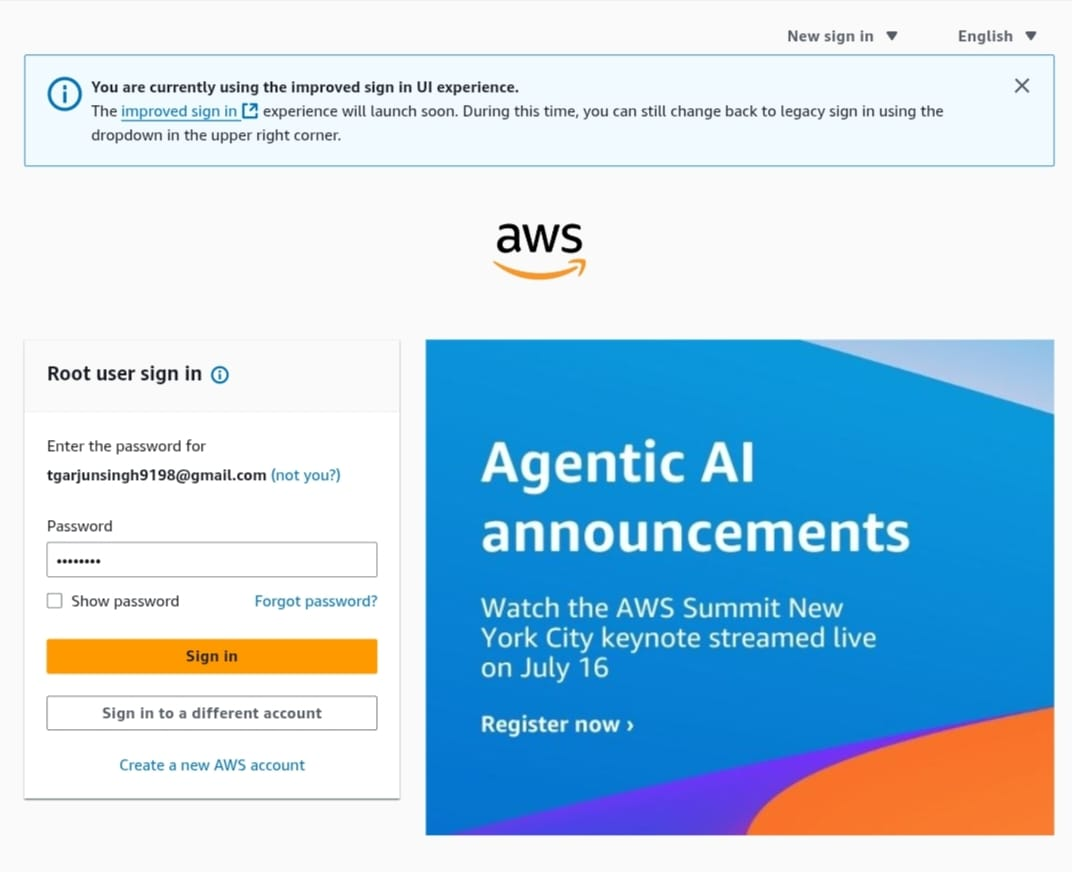 New sign in ▼ English ▼
You are currently using the improved sign in UI experience.
The improved sign in experience will launch soon. During this time, you can still change back to legacy sign in using the
dropdown in the upper right corner.
aws
Root user sign in
Enter the password for
tgarjunsingh9198@gmail.com (not you?)
Password
••••••••
Show password Forgot password?
Sign in
Sign in to a different account
Create a new AWS account
Agentic AI
announcements
Watch the AWS Summit New
York City keynote streamed live
on July 16
Register now ›